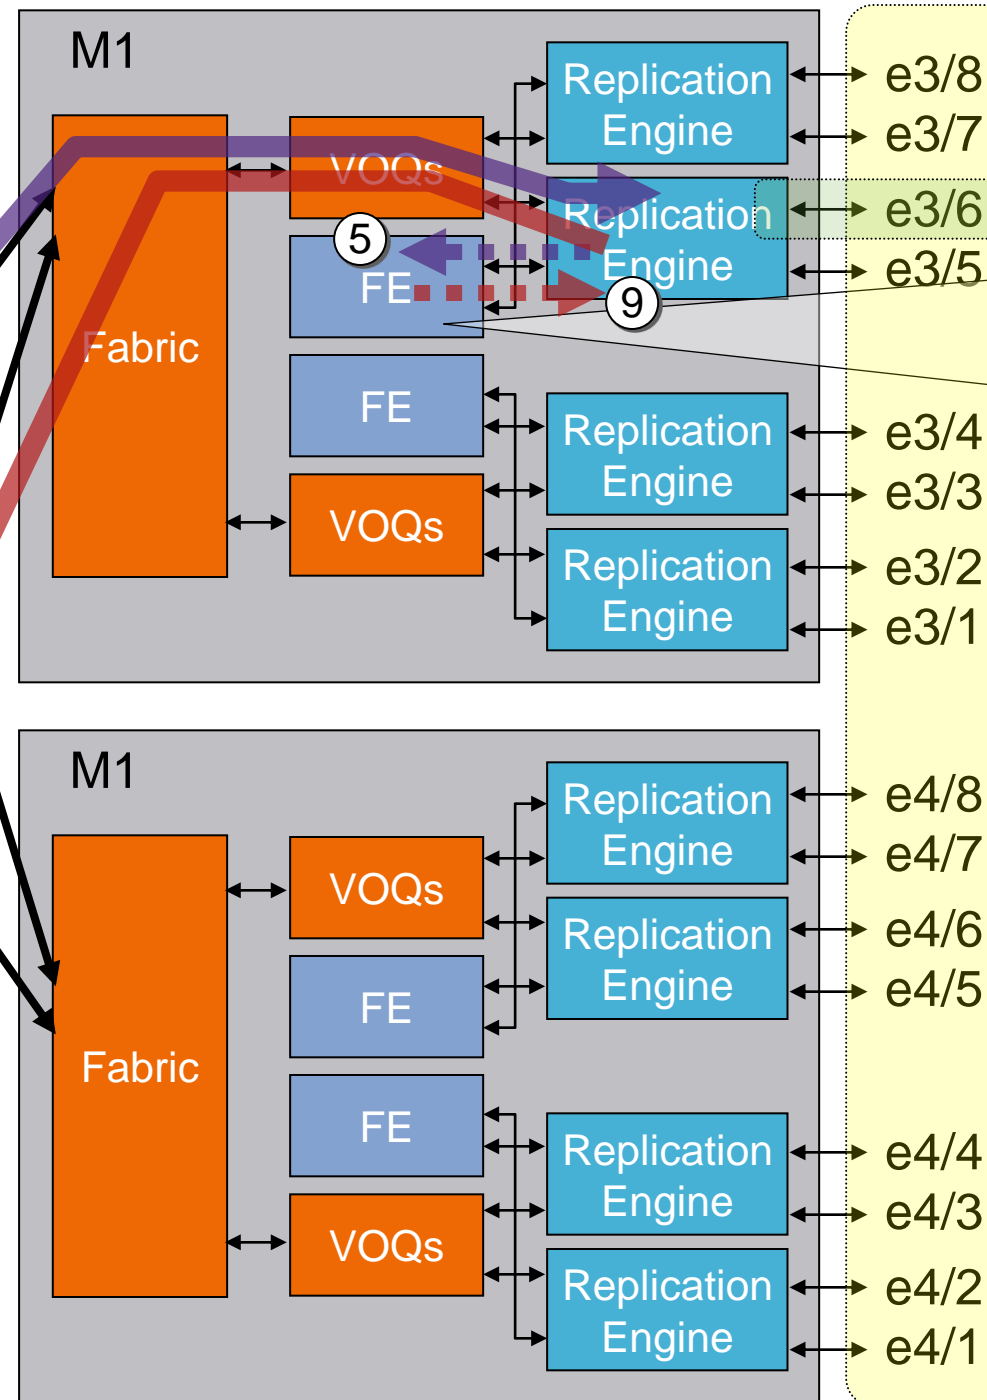 M1
Fabric
VOQs
5
FE
FE
VOQs
Replication
Engine
Replication
Engine
9
Replication
Engine
Replication
Engine
e3/8
e3/7
e3/6
e3/5
e3/4
e3/3
e3/2
e3/1
M1
Fabric
VOQs
FE
FE
VOQs
Replication
Engine
Replication
Engine
Replication
Engine
Replication
Engine
e4/8
e4/7
e4/6
e4/5
e4/4
e4/3
e4/2
e4/1